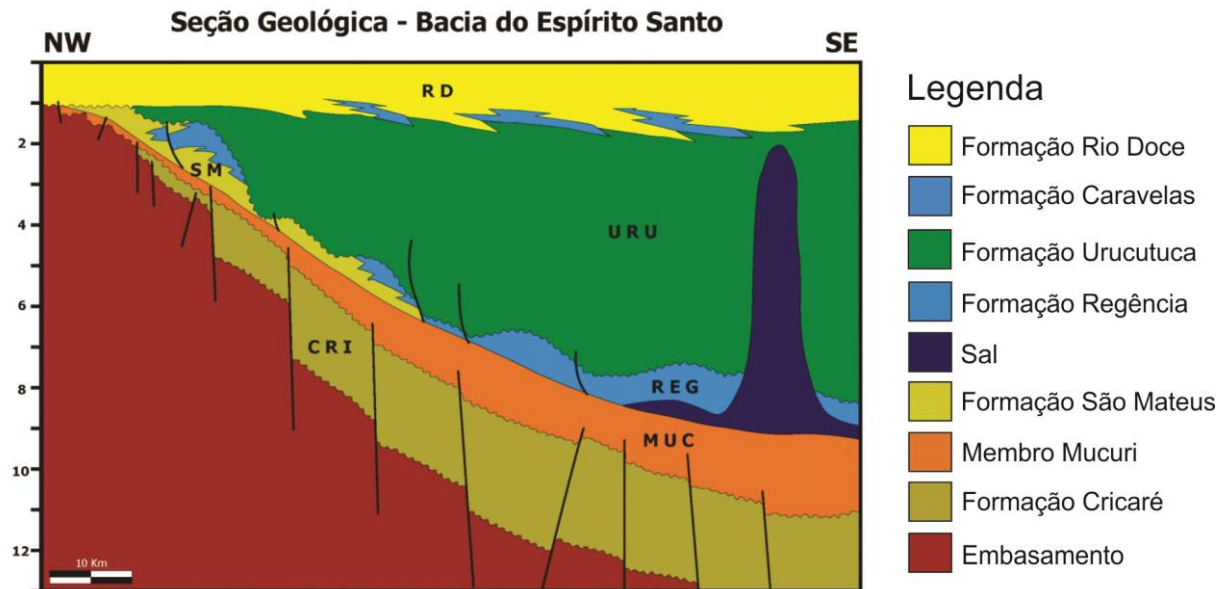 Seção Geológica - Bacia do Espírito Santo
NW
SE
RD
2
SM
4
URU
6
CRI
8
REG
MUC
10
12
10 Km
Legenda
Formação Rio Doce
Formação Caravelas
Formação Urucutuca
Formação Regência
Sal
Formação São Mateus
Membro Mucuri
Formação Cricaré
Embasamento